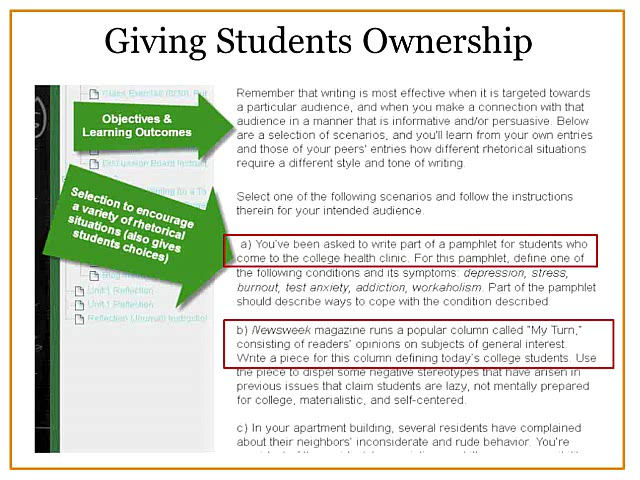 Giving Students Ownership
Objectives &
Learning Outcomes
Selection to encourage
a variety of rhetorical
situations (also gives
students choices)
Unit 1 Reflection
Unit 1 Reflection
Reflection (Journal)
Remember that writing is most effective when it is targeted towards
a particular audience, and when you make a connection with that
audience in a manner that is informative and/or persuasive. Below
are a selection of scenarios, and you'll learn from your own entries
and those of your peers' entries how different rhetorical situations
require a different style and tone of writing.
Select one of the following scenarios and follow the instructions
therein for your intended audience.
a) You've been asked to write part of a pamphlet for students who
come to the college health clinic. For this pamphlet, define one of
the following conditions and its symptoms: depression, stress,
burnout, test anxiety, addiction, workaholism. Part of the pamphlet
should describe ways to cope with the condition described.
b) Newsweek magazine runs a popular column called "My Turn,"
consisting of readers' opinions on subjects of general interest.
Write a piece for this column defining today's college students. Use
the piece to dispel some negative stereotypes that have arisen in
previous issues that claim students are lazy, not mentally prepared
for college, materialistic, and self-centered.
c) In your apartment building, several residents have complained
about their neighbors' inconsiderate and rude behavior. You're